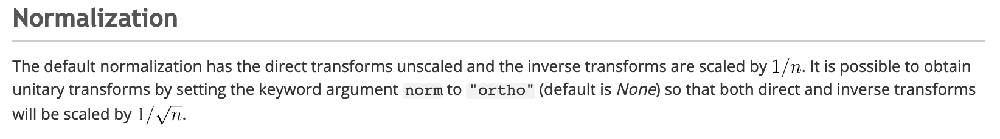 Normalization
The default normalization has the direct transforms unscaled and the inverse transforms are scaled by 1/n. It is possible to obtain
unitary transforms by setting the keyword argument norm to "ortho" (default is None) so that both direct and inverse transforms
will be scaled by 1/√n.